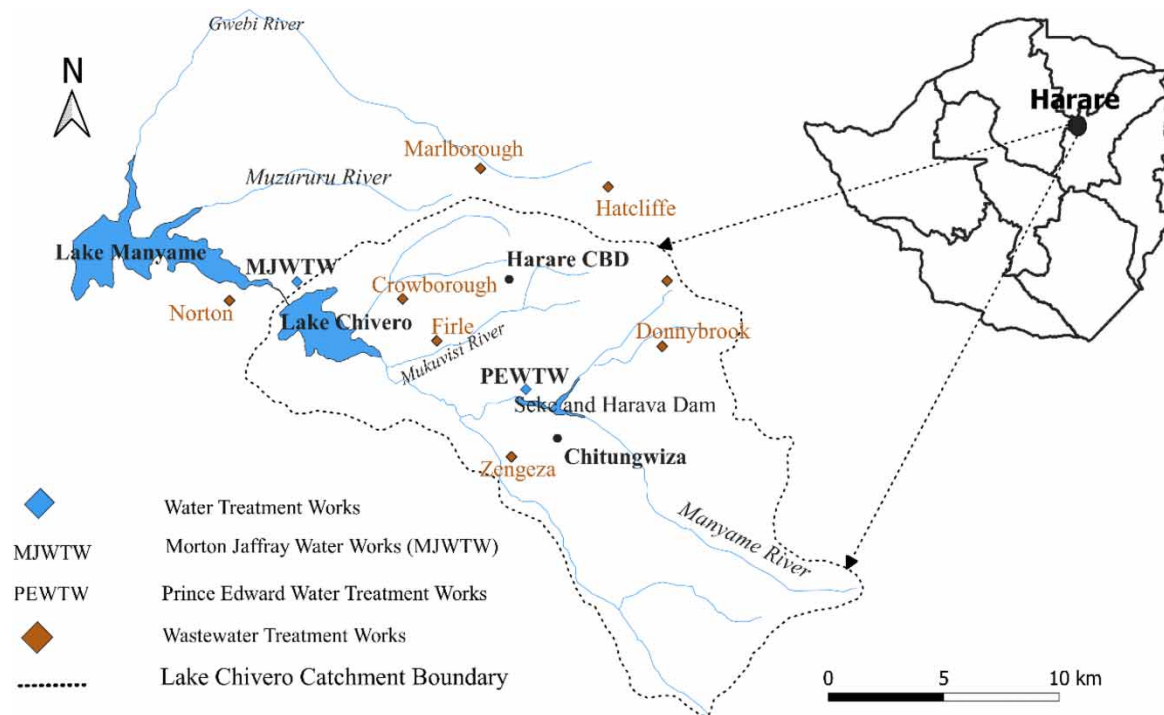 Gwebi River
N
Harare
Marlborough
Muzururu River
Hatcliffe
Lake Manyame
MJWTW
Harare CBD
Crowborough
Norton
Lake Chivero
Firle
Donnybrook
Mukuvisi River
PEWTW
Seke and Harava Dam
Chitungwiza
Zengeza
Manyame River
Water Treatment Works
MJWTW Morton Jaffray Water Works (MJWTW)
PEWTW Prince Edward Water Treatment Works
Wastewater Treatment Works
Lake Chivero Catchment Boundary
0 5 10 km